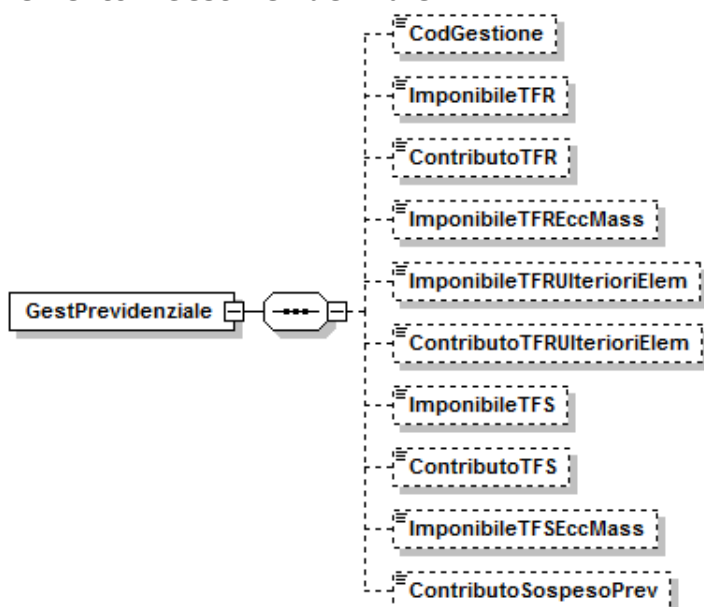 CodGestione
ImponibileTFR
ContributoTFR
ImponibileTFREccMass
GestPrevidenziale
ImponibileTFRUlterioriElem
ContributoTFRUlterioriElem
ImponibileTFS
ContributoTFS
ImponibileTFSEccMass
ContributoSospesoPrev